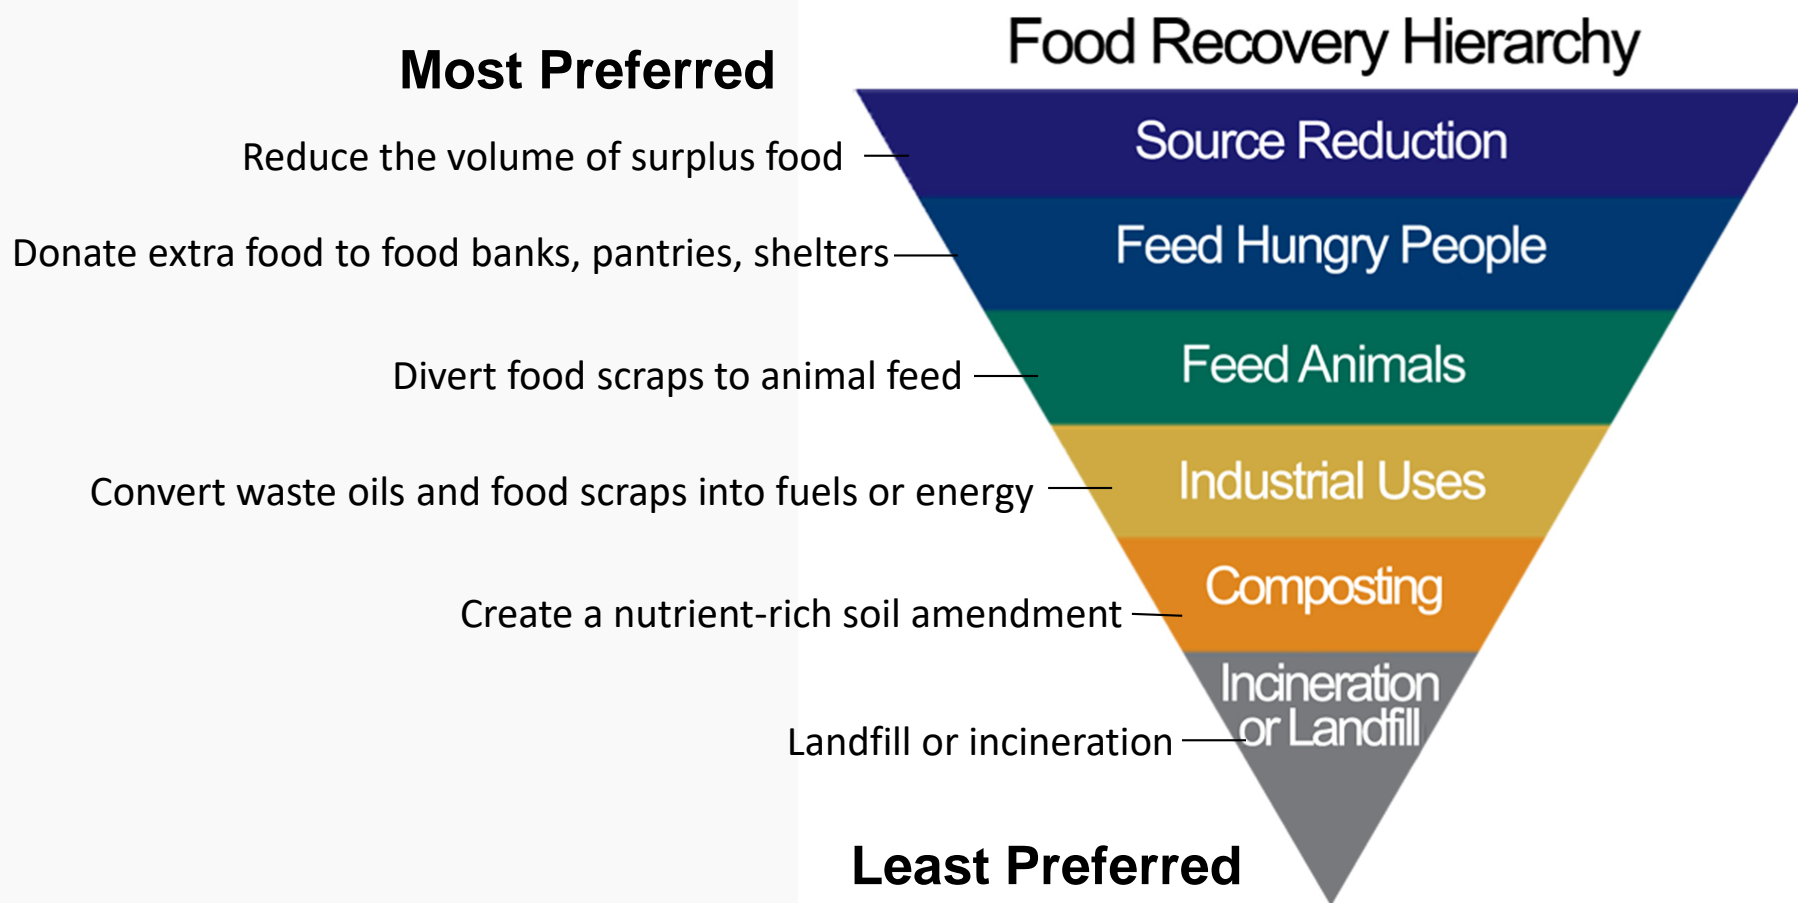 Food Recovery Hierarchy
Most Preferred
Reduce the volume of surplus food
Source Reduction
Donate extra food to food banks, pantries, shelters
Feed Hungry People
Divert food scraps to animal feed
Feed Animals
Convert waste oils and food scraps into fuels or energy
Industrial Uses
Create a nutrient-rich soil amendment
Composting
Landfill or incineration
Incineration
or Landfill
Least Preferred